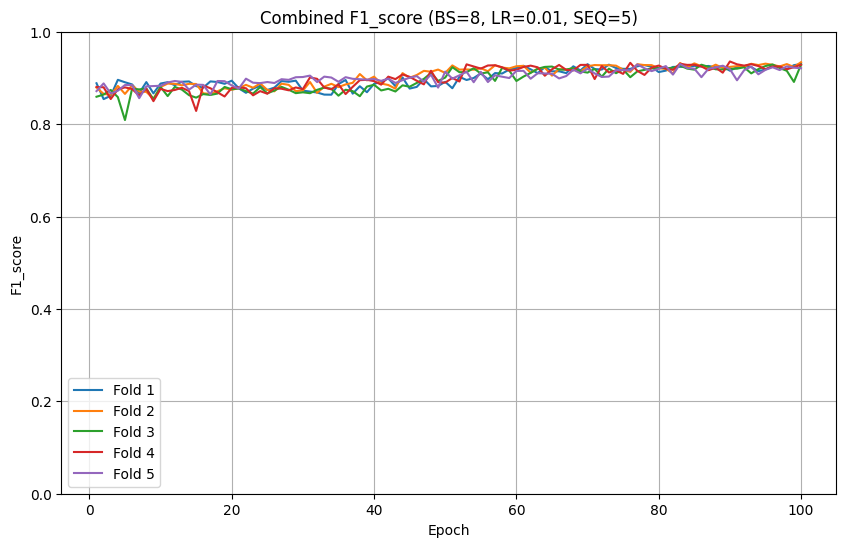 Combined F1_score (BS=8, LR=0.01, SEQ=5)
1.0
0.8
0.6
0.4
0.2
0.0
F1_score
Fold 1
Fold 2
Fold 3
Fold 4
Fold 5
0 20 40 60 80 100
Epoch